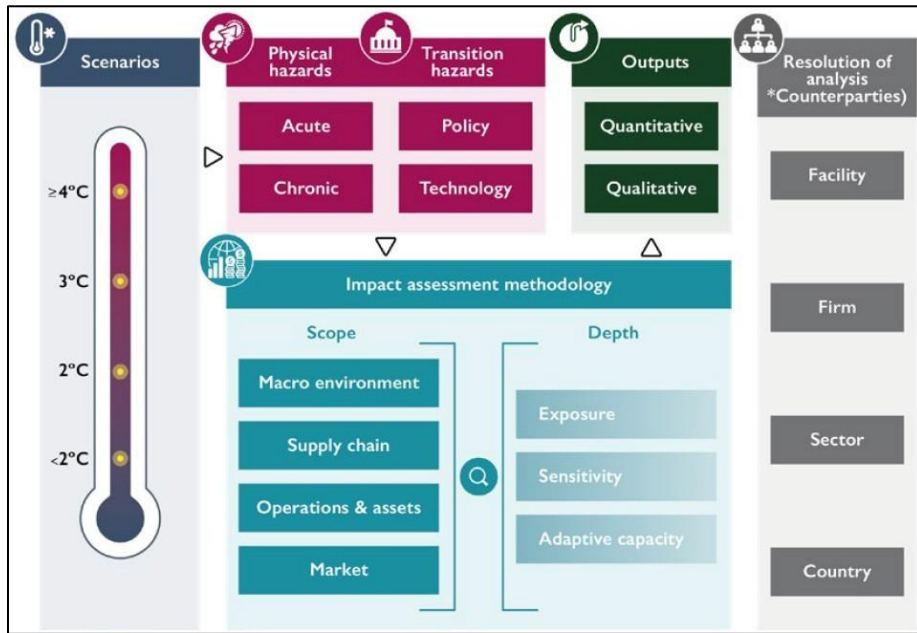 Scenarios
≥4°C
3°C
2°C
<2°C
Physical
hazards
Transition
hazards
Acute
Policy
Chronic
Technology
Outputs
Quantitative
Qualitative
Impact assessment methodology
Scope
Macro environment
Supply chain
Operations & assets
Market
Depth
Exposure
Sensitivity
Adaptive capacity
Resolution of
analysis
*Counterparties)
Facility
Firm
Sector
Country